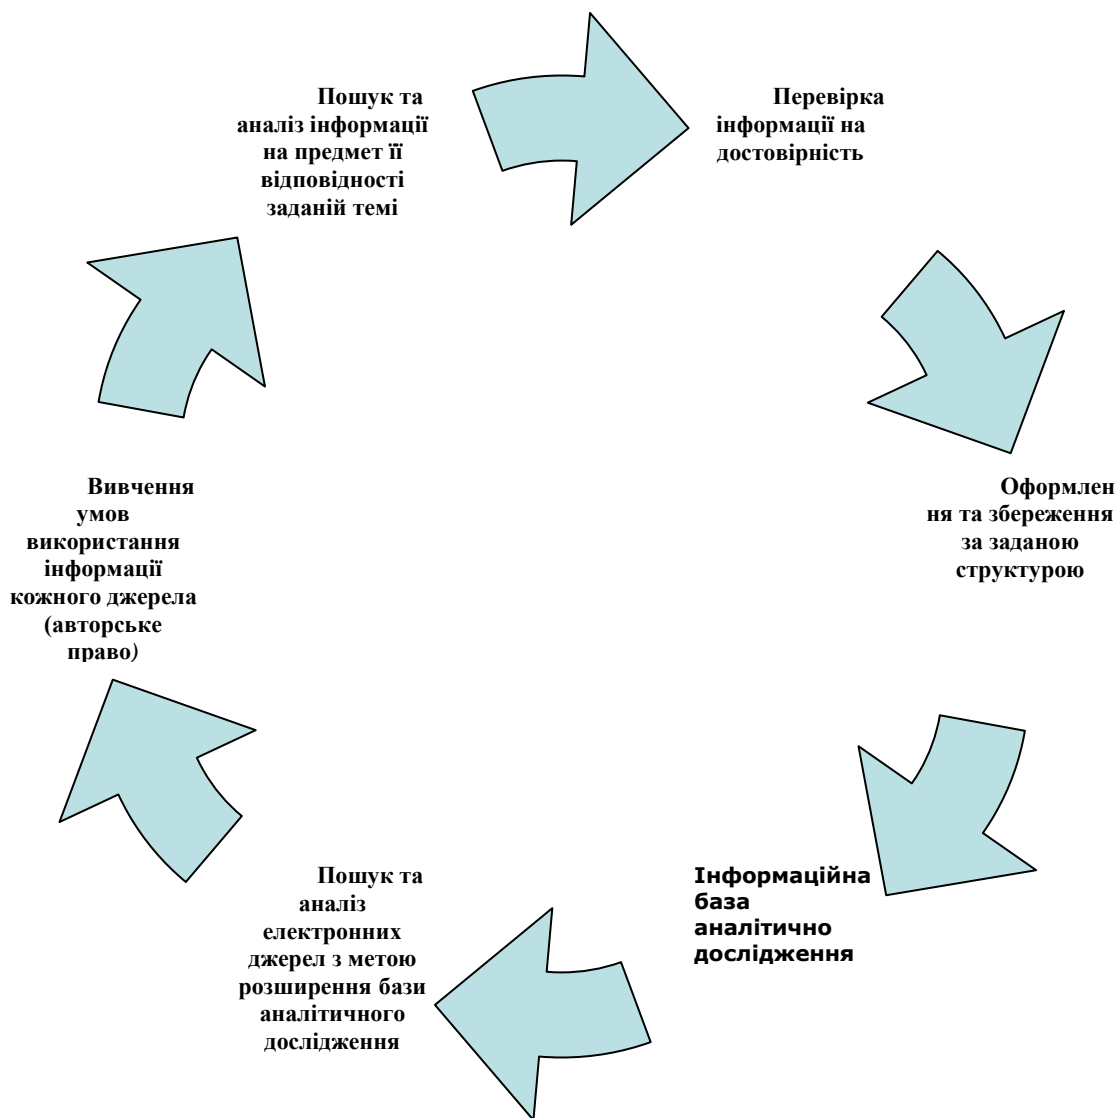 Пошук та
аналіз інформації
на предмет її
відповідності
заданій темі
Перевірка
інформації на
достовірність
Оформлен
ня та збереження
за заданою
структурою
Інформаційна
база
аналітично
дослідження
Пошук та
аналіз
електронних
джерел з метою
розширення бази
аналітичного
дослідження
Вивчення
умов
використання
інформації
кожного джерела
(авторське
право)